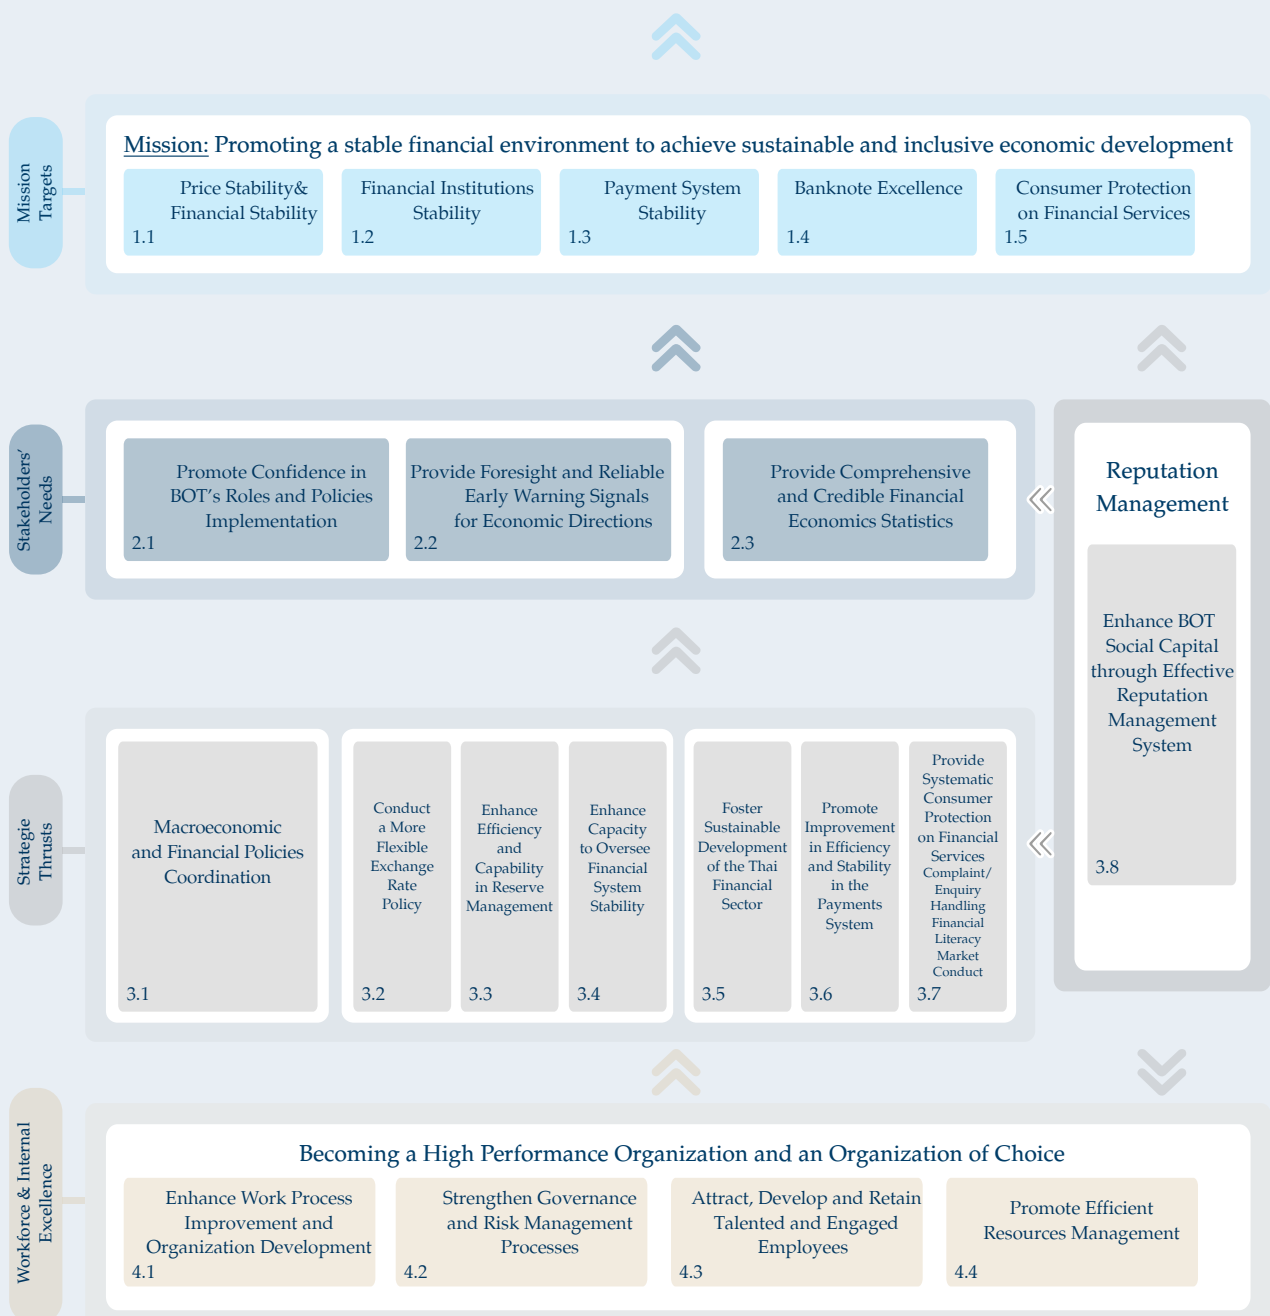 Mission
Targets
Mission: Promoting a stable financial environment to achieve sustainable and inclusive economic development
Price Stability&
Financial Stability
1.1
Financial Institutions
Stability
1.2
Payment System
Stability
1.3
Banknote Excellence
1.4
Consumer Protection
on Financial Services
1.5
Stakeholders’
Needs
Promote Confidence in
BOT’s Roles and Policies
Implementation
2.1
Provide Foresight and Reliable
Early Warning Signals
for Economic Directions
2.2
Provide Comprehensive
and Credible Financial
Economics Statistics
2.3
Reputation
Management
Enhance BOT
Social Capital
through Effective
Reputation
Management
System
3.8
Strategie
Thrusts
Macroeconomic
and Financial Policies
Coordination
3.1
Conduct
a More
Flexible
Exchange
Rate
Policy
3.2
Enhance
Efficiency
and
Capability
in Reserve
Management
3.3
Enhance
Capacity
to Oversee
Financial
System
Stability
3.4
Foster
Sustainable
Development
of the Thai
Financial
Sector
3.5
Promote
Improvement
in Efficiency
and Stability
in the
Payments
System
3.6
Provide
Systematic
Consumer
Protection
on Financial
Services
Complaint/
Enquiry
Handling
Financial
Literacy
Market
Conduct
3.7
Workforce & Internal
Excellence
Becoming a High Performance Organization and an Organization of Choice
Enhance Work Process
Improvement and
Organization Development
4.1
Strengthen Governance
and Risk Management
Processes
4.2
Attract, Develop and Retain
Talented and Engaged
Employees
4.3
Promote Efficient
Resources Management
4.4